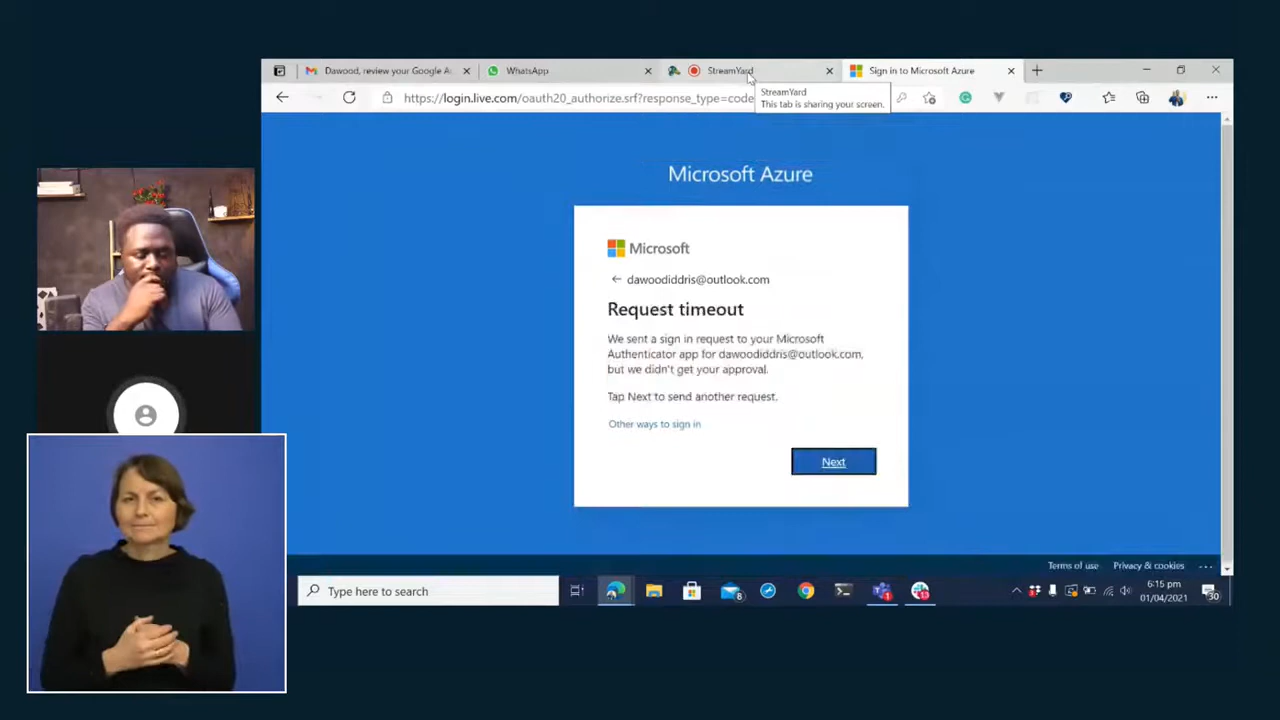 Dawood, review your Google A
WhatsApp
StreamYard
Sign in to Microsoft Azure
https://login.live.com/oauth20_authorize.srf?response_type=code
StreamYard
This tab is sharing your screen.
Microsoft Azure
Microsoft
dawoodiddris@outlook.com
Request timeout
We sent a sign in request to your Microsoft
Authenticator app for dawoodiddris@outlook.com,
but we didn't get your approval.
Tap Next to send another request.
Other ways to sign in
Next
Terms of use
Privacy & cookies
Type here to search
8
1
13
6:15 pm
01/04/2021
30